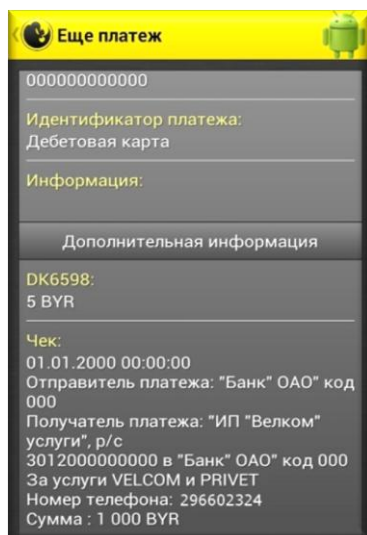 Еще платеж
000000000000
Идентификатор платежа:
Дебетовая карта
Информация:
Дополнительная информация
DK6598:
5 BYR
Чек:
01.01.2000 00:00:00
Отправитель платежа: "Банк" ОАО" код
000
Получатель платежа: "ИП "Велком"
услуги", р/с
3012000000000 в "Банк" ОАО" код 000
За услуги VELCOM и PRIVET
Номер телефона: 296602324
Сумма : 1 000 BYR